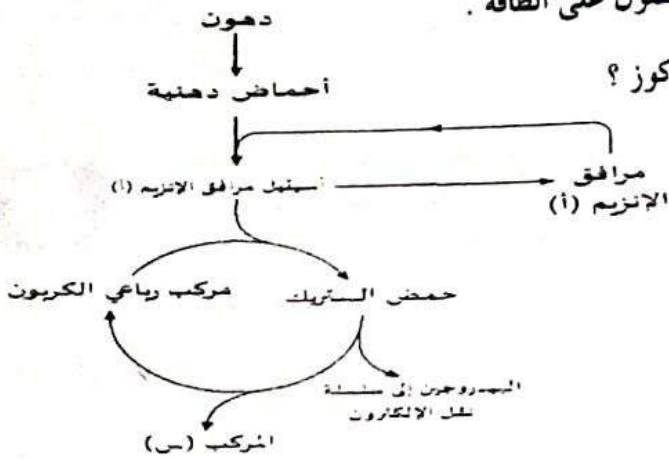 على الطاقة .
دهون
كوز ؟
أحماض دهنية
مرافق
الإنزيم (أ)
أسيتيل مرافق الإنزيم (أ)
مركب رباعي الكربون
حمض الستريك
الهيدروجين إلى سلسلة
نقل الإلكترون
المركب (س)